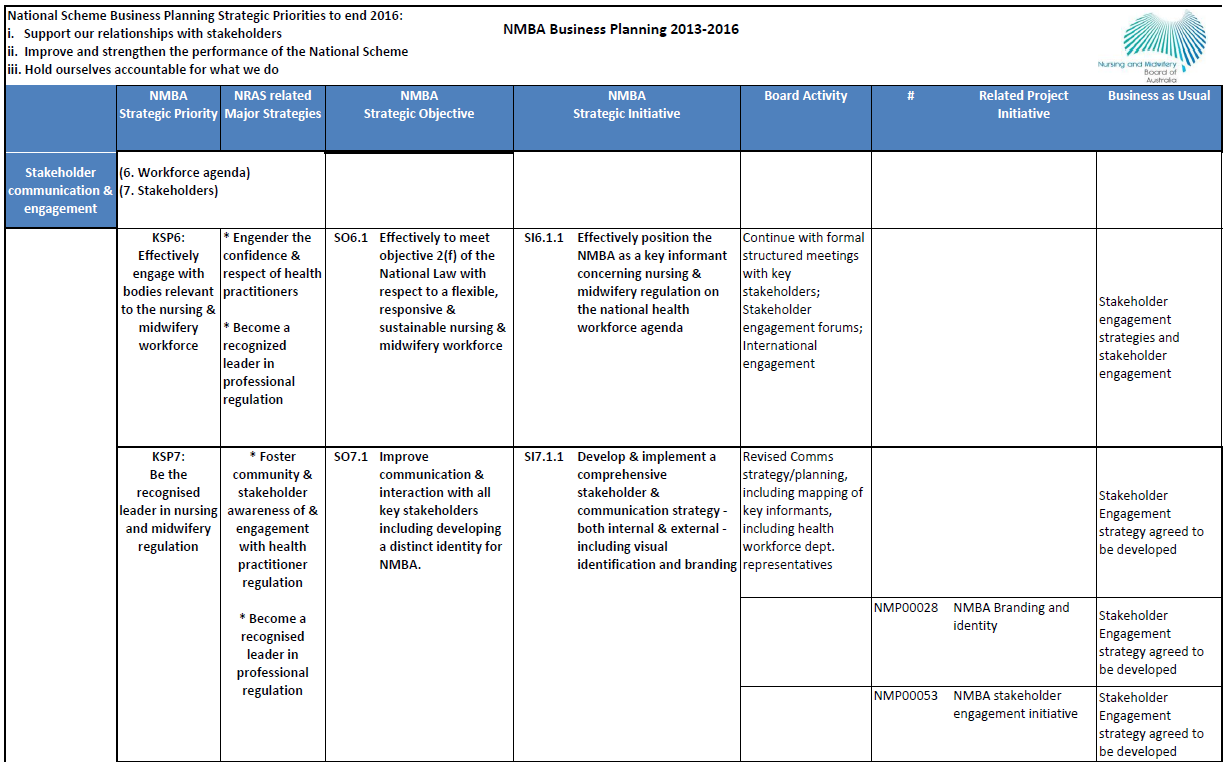 National Scheme Business Planning Strategic Priorities to end 2016:
i. Support our relationships with stakeholders
ii. Improve and strengthen the performance of the National Scheme
iii. Hold ourselves accountable for what we do
NMBA Business Planning 2013-2016
Nursing and Midwifery
Board of
Australia
NMBA
Strategic Priority
NRAS related
Major Strategies
NMBA
Strategic Objective
NMBA
Strategic Initiative
Board Activity
#
Related Project
Initiative
Business as Usual
Stakeholder
communication &
engagement
(6. Workforce agenda)
(7. Stakeholders)
KSP6:
Effectively
engage with
bodies relevant
to the nursing &
midwifery
workforce
* Engender the
confidence &
respect of health
practitioners
* Become a
recognized
leader in
professional
regulation
SO6.1 Effectively to meet
objective 2(f) of the
National Law with
respect to a flexible,
responsive &
sustainable nursing &
midwifery workforce
SI6.1.1 Effectively position the
NMBA as a key informant
concerning nursing &
midwifery regulation on
the national health
workforce agenda
Continue with formal
structured meetings
with key
stakeholders;
Stakeholder
engagement forums;
International
engagement
Stakeholder
engagement
strategies and
stakeholder
engagement
KSP7:
Be the
recognised
leader in nursing
and midwifery
regulation
* Foster
community &
stakeholder
awareness of &
engagement
with health
practitioner
regulation
* Become a
recognised
leader in
professional
regulation
SO7.1 Improve
communication &
interaction with all
key stakeholders
including developing
a distinct identity for
NMBA.
SI7.1.1 Develop & implement a
comprehensive
stakeholder &
communication strategy -
both internal & external -
including visual
identification and branding
Revised Comms
strategy/planning,
including mapping of
key informants,
including health
workforce dept.
representatives
Stakeholder
Engagement
strategy agreed to
be developed
NMP00028 NMBA Branding and
identity
Stakeholder
Engagement
strategy agreed to
be developed
NMP00053 NMBA stakeholder
engagement initiative
Stakeholder
Engagement
strategy agreed to
be developed